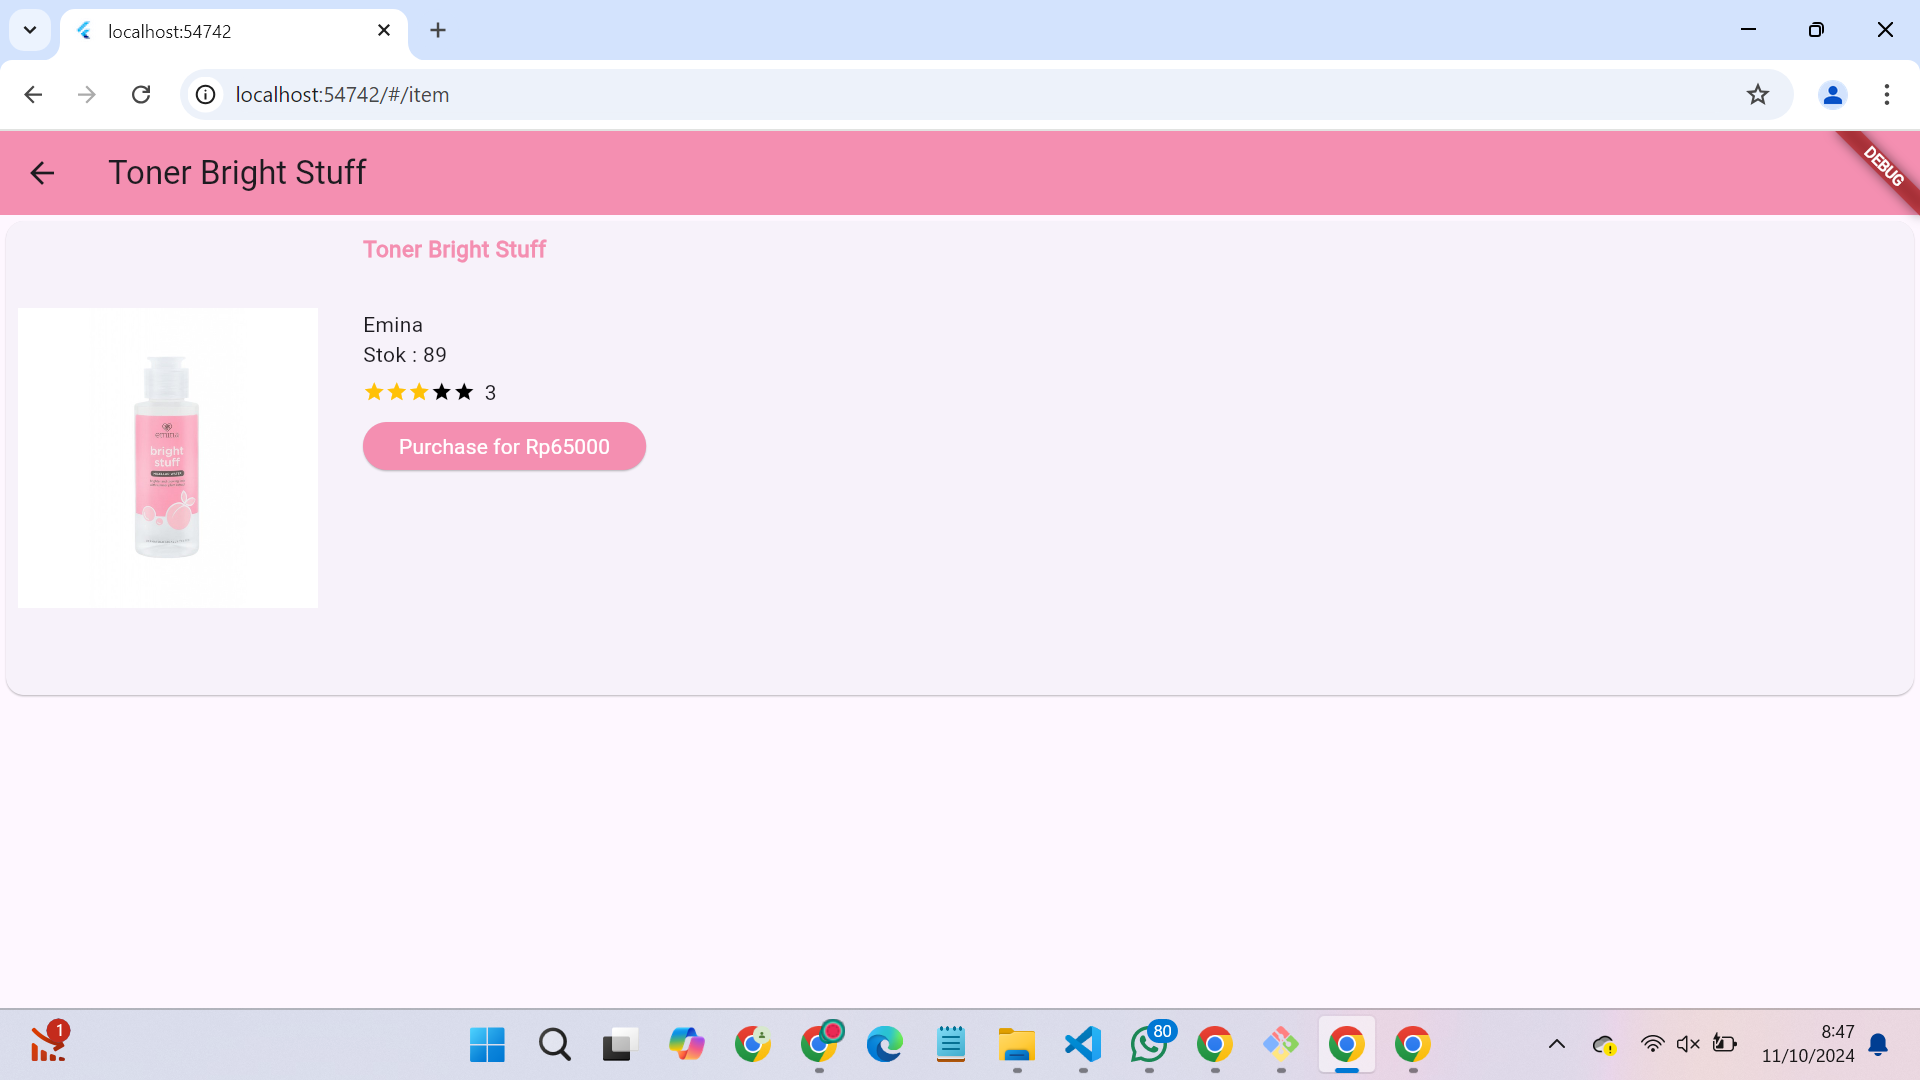 localhost:54742
localhost:54742/#/item
Toner Bright Stuff
DEBUG
Toner Bright Stuff
Emina
Stok : 89
3
Purchase for Rp65000
emina
bright
stuff
1
80
8:47
11/10/2024